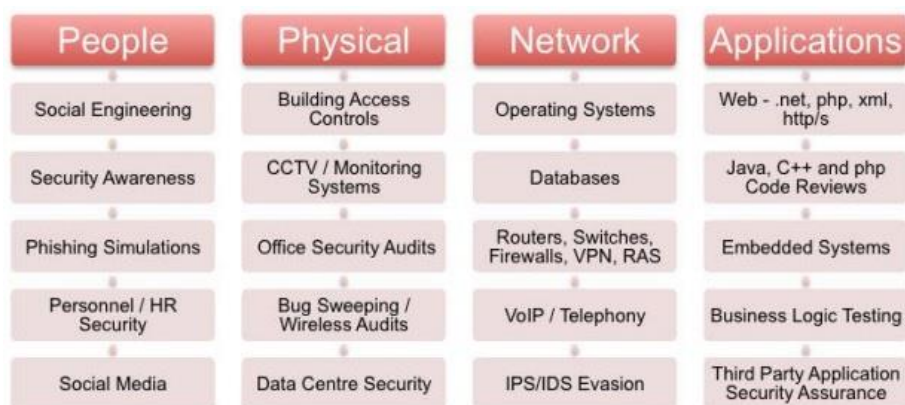 People
Social Engineering
Security Awareness
Phishing Simulations
Personnel / HR
Security
Social Media
Physical
Building Access
Controls
CCTV / Monitoring
Systems
Office Security Audits
Bug Sweeping /
Wireless Audits
Data Centre Security
Network
Operating Systems
Databases
Routers, Switches,
Firewalls, VPN, RAS
VoIP / Telephony
IPS/IDS Evasion
Applications
Web - .net, php, xml,
http/s
Java, C++ and php
Code Reviews
Embedded Systems
Business Logic Testing
Third Party Application
Security Assurance